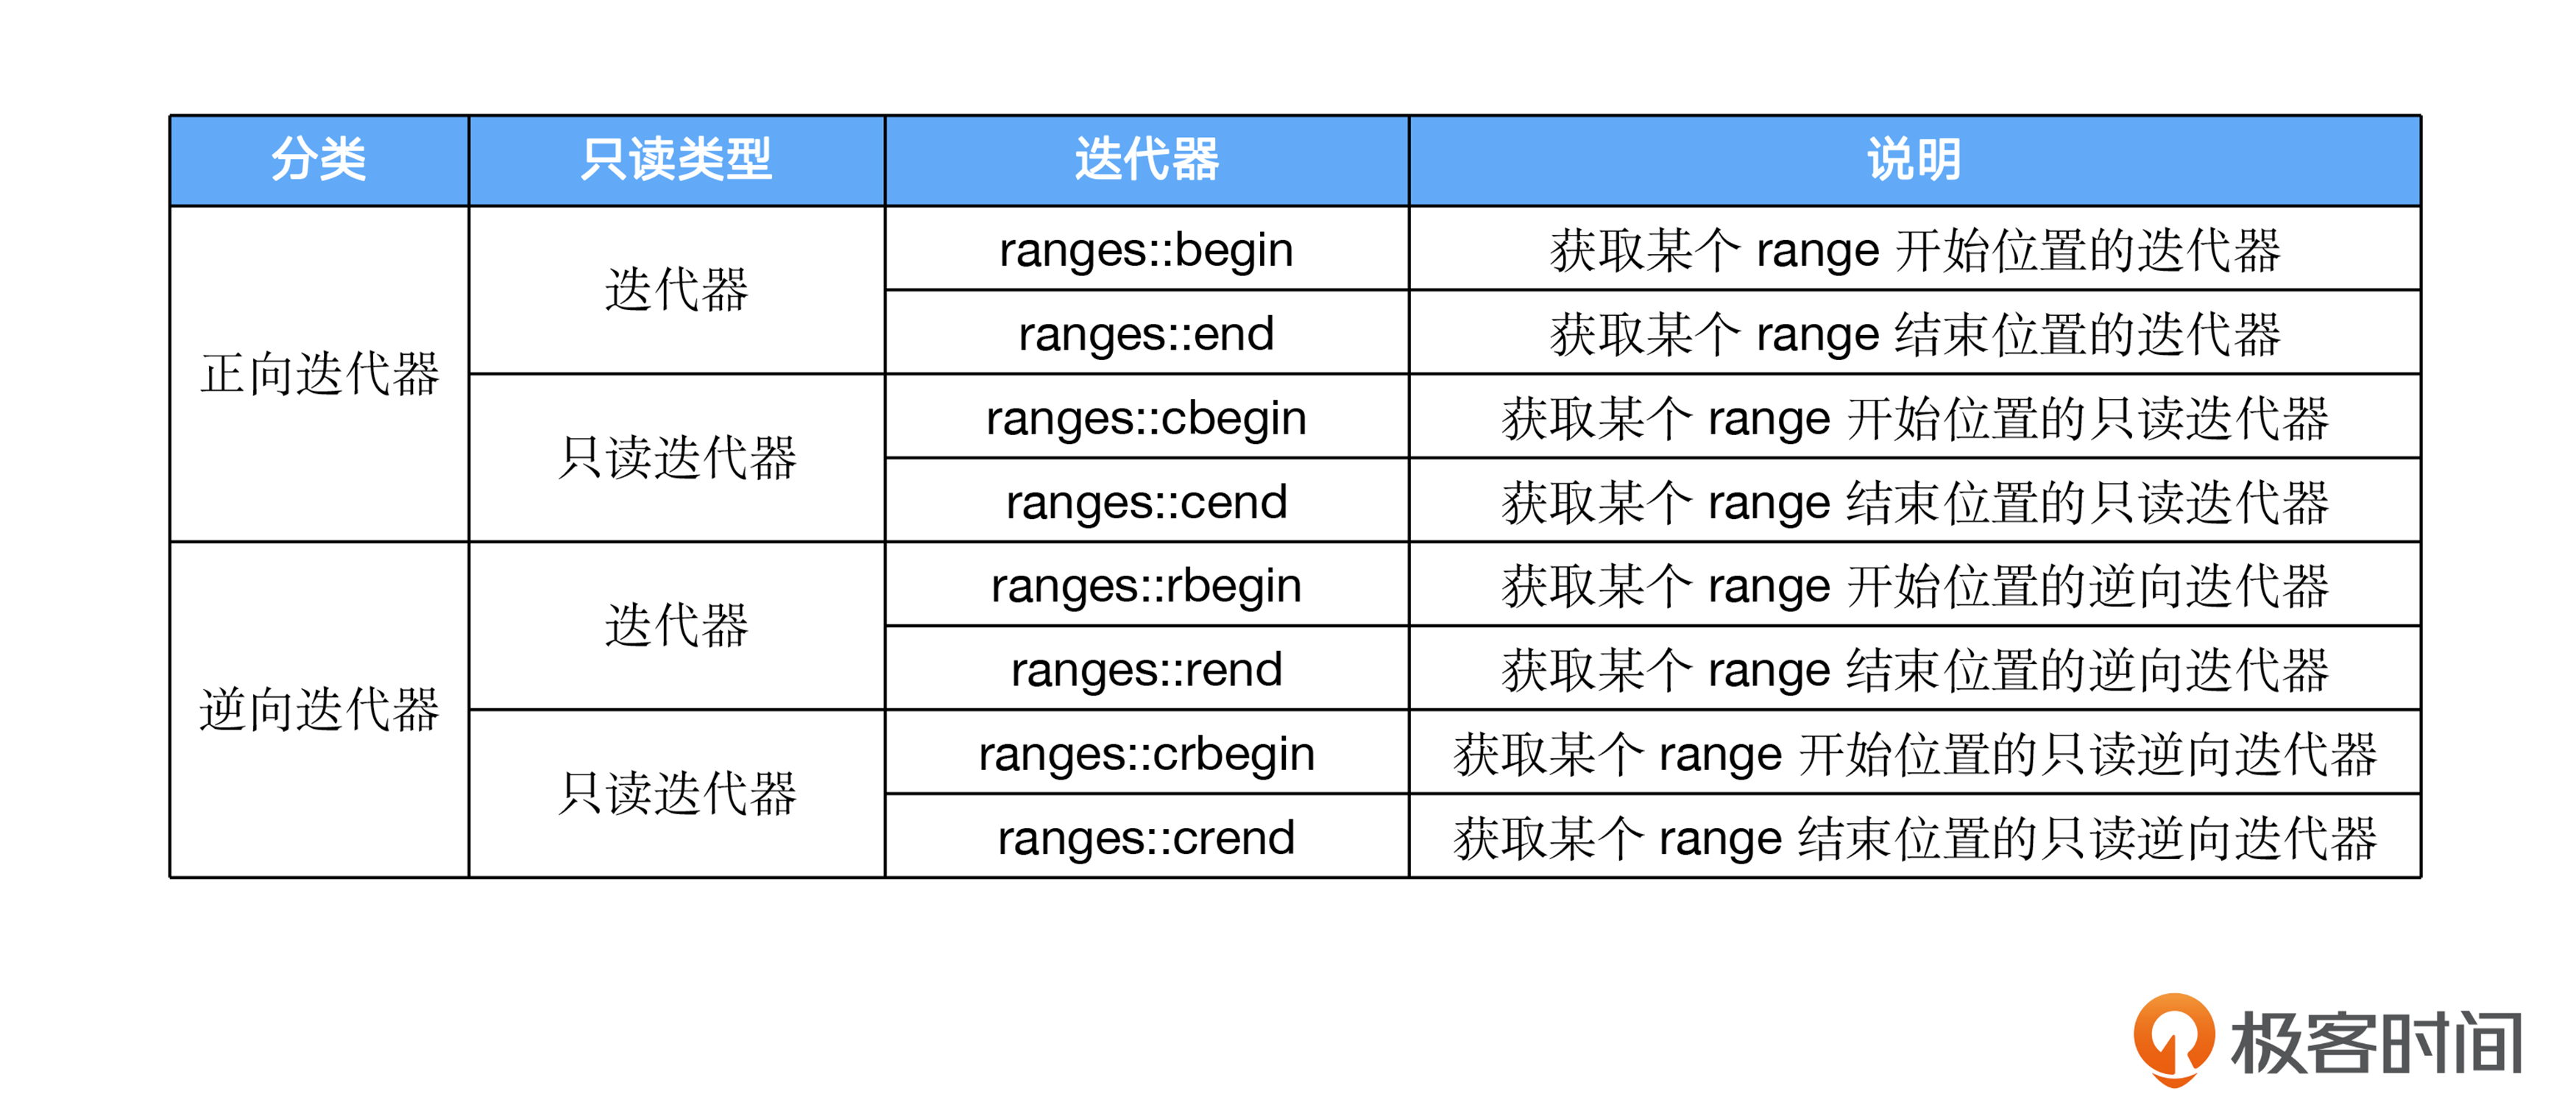 分类 只读类型 迭代器 说明
正向迭代器 迭代器 ranges::begin 获取某个 range 开始位置的迭代器
ranges::end 获取某个 range 结束位置的迭代器
只读迭代器 ranges::cbegin 获取某个 range 开始位置的只读迭代器
ranges::cend 获取某个 range 结束位置的只读迭代器
逆向迭代器 迭代器 ranges::rbegin 获取某个 range 开始位置的逆向迭代器
ranges::rend 获取某个 range 结束位置的逆向迭代器
只读迭代器 ranges::crbegin 获取某个 range 开始位置的只读逆向迭代器
ranges::crend 获取某个 range 结束位置的只读逆向迭代器
极客时间